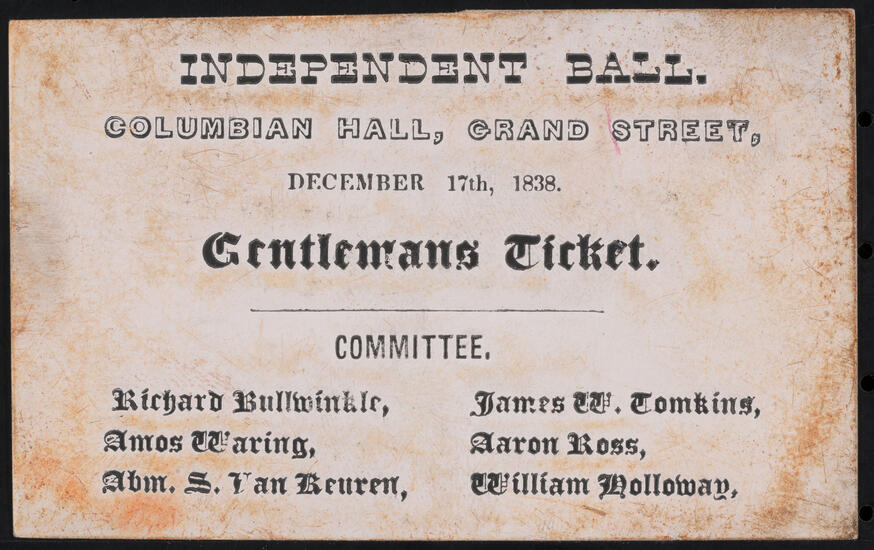 INDEPENDENT BALL.
COLUMBIAN HALL, GRAND STREET,
DECEMBER 17th, 1838.
Gentlemans Ticket.
COMMITTEE.
Richard Bullwinkle, James W. Tomkins,
Amos Waring, Aaron Ross,
Abm. S. Van Keuren, William Holloway.